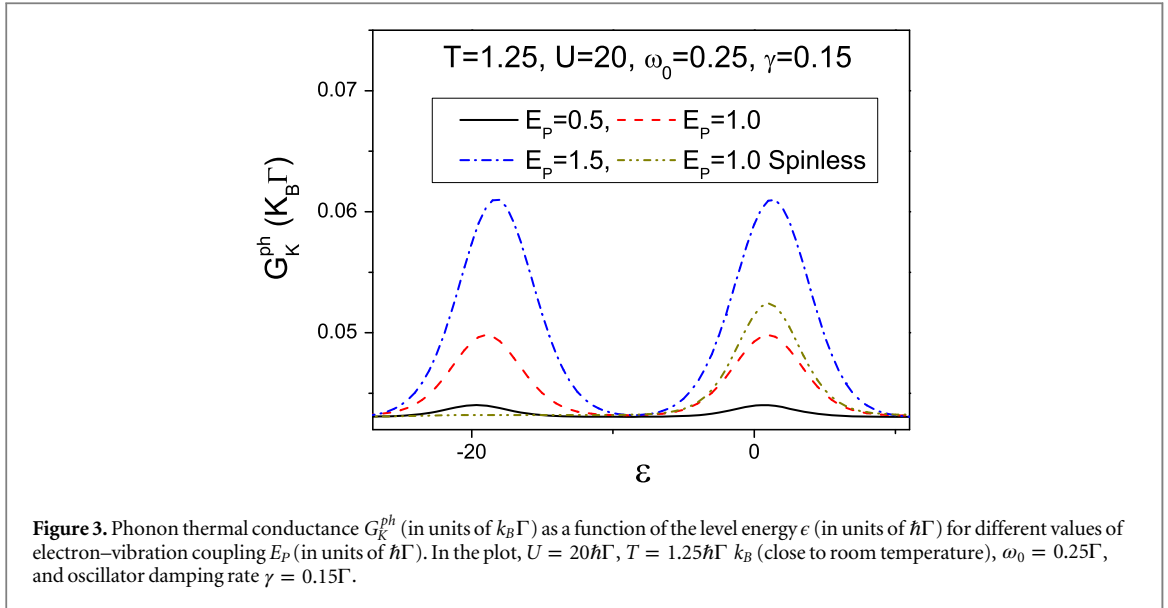 T=1.25, U=20, ω₀=0.25, γ=0.15
E_P=0.5, E_P=1.0
E_P=1.5, E_P=1.0 Spinless
0.07
0.06
0.05
G_K^ph (K_BΓ)
-20 0
ε
Figure 3. Phonon thermal conductance G_K^ph (in units of k_BΓ) as a function of the level energy ϵ (in units of ℏΓ) for different values of
electron–vibration coupling E_P (in units of ℏΓ). In the plot, U = 20ℏΓ, T = 1.25ℏΓ k_B (close to room temperature), ω₀ = 0.25Γ,
and oscillator damping rate γ = 0.15Γ.